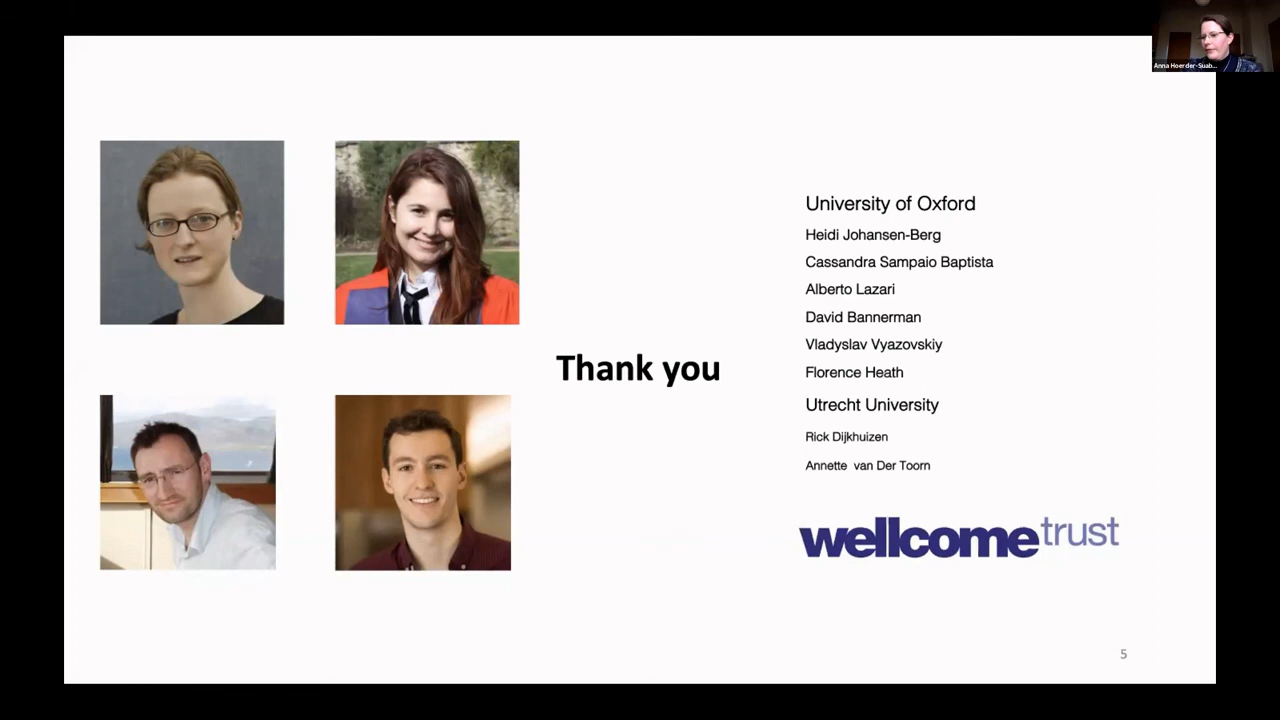 Anna Hoerder-Suab...
University of Oxford
Heidi Johansen-Berg
Cassandra Sampaio Baptista
Alberto Lazari
David Bannerman
Vladyslav Vyazovskiy
Thank you
Florence Heath
Utrecht University
Rick Dijkhuizen
Annette van Der Toorn
wellcometrust
5